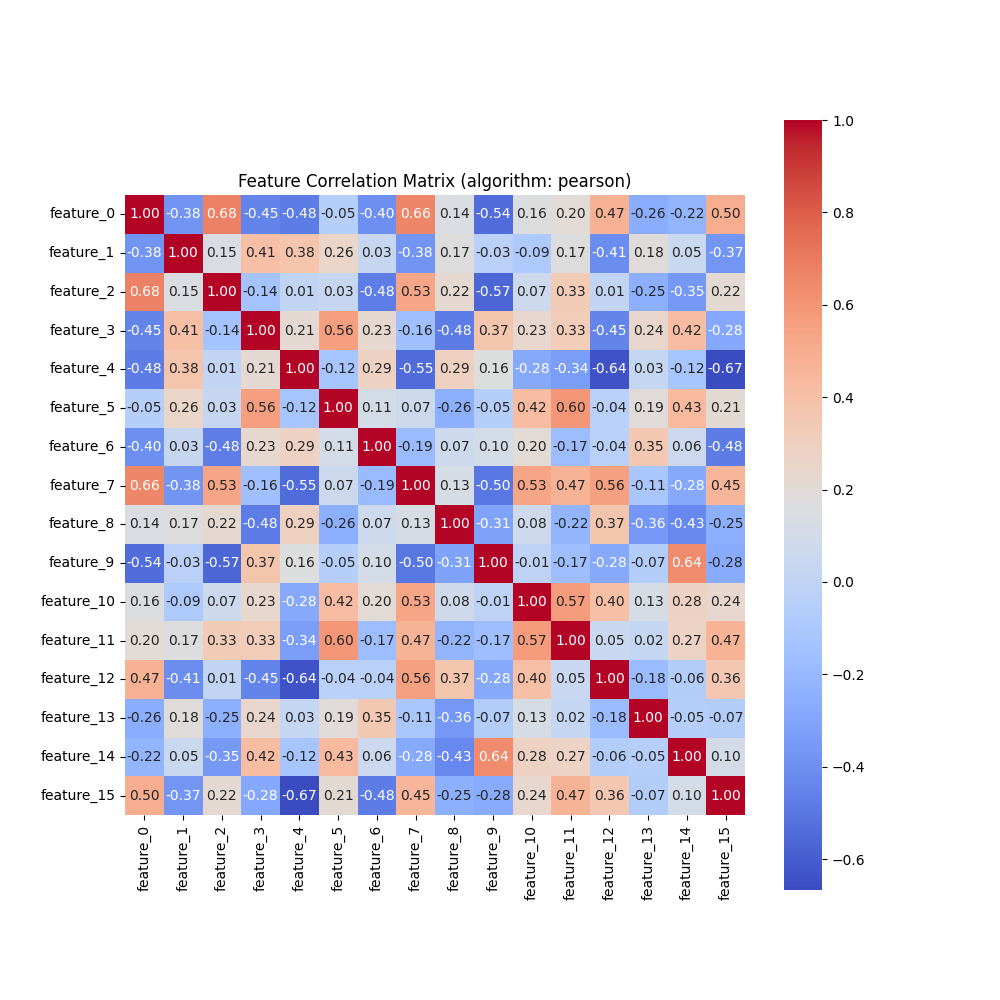 Feature Correlation Matrix (algorithm: pearson)
feature_0 1.00 -0.38 0.68 -0.45 -0.48 -0.05 -0.40 0.66 0.14 -0.54 0.16 0.20 0.47 -0.26 -0.22 0.50
feature_1 -0.38 1.00 0.15 0.41 0.38 0.26 0.03 -0.38 0.17 -0.03 -0.09 0.17 -0.41 0.18 0.05 -0.37
feature_2 0.68 0.15 1.00 -0.14 0.01 0.03 -0.48 0.53 0.22 -0.57 0.07 0.33 0.01 -0.25 -0.35 0.22
feature_3 -0.45 0.41 -0.14 1.00 0.21 0.56 0.23 -0.16 -0.48 0.37 0.23 0.33 -0.45 0.24 0.42 -0.28
feature_4 -0.48 0.38 0.01 0.21 1.00 -0.12 0.29 -0.55 0.29 0.16 -0.28 -0.34 -0.64 0.03 -0.12 -0.67
feature_5 -0.05 0.26 0.03 0.56 -0.12 1.00 0.11 0.07 -0.26 -0.05 0.42 0.60 -0.04 0.19 0.43 0.21
feature_6 -0.40 0.03 -0.48 0.23 0.29 0.11 1.00 -0.19 0.07 0.10 0.20 -0.17 -0.04 0.35 0.06 -0.48
feature_7 0.66 -0.38 0.53 -0.16 -0.55 0.07 -0.19 1.00 0.13 -0.50 0.53 0.47 0.56 -0.11 -0.28 0.45
feature_8 0.14 0.17 0.22 -0.48 0.29 -0.26 0.07 0.13 1.00 -0.31 0.08 -0.22 0.37 -0.36 -0.43 -0.25
feature_9 -0.54 -0.03 -0.57 0.37 0.16 -0.05 0.10 -0.50 -0.31 1.00 -0.01 -0.17 -0.28 -0.07 0.64 -0.28
feature_10 0.16 -0.09 0.07 0.23 -0.28 0.42 0.20 0.53 0.08 -0.01 1.00 0.57 0.40 0.13 0.28 0.24
feature_11 0.20 0.17 0.33 0.33 -0.34 0.60 -0.17 0.47 -0.22 -0.17 0.57 1.00 0.05 0.02 0.27 0.47
feature_12 0.47 -0.41 0.01 -0.45 -0.64 -0.04 -0.04 0.56 0.37 -0.28 0.40 0.05 1.00 -0.18 -0.06 0.36
feature_13 -0.26 0.18 -0.25 0.24 0.03 0.19 0.35 -0.11 -0.36 -0.07 0.13 0.02 -0.18 1.00 -0.05 -0.07
feature_14 -0.22 0.05 -0.35 0.42 -0.12 0.43 0.06 -0.28 -0.43 0.64 0.28 0.27 -0.06 -0.05 1.00 0.10
feature_15 0.50 -0.37 0.22 -0.28 -0.67 0.21 -0.48 0.45 -0.25 -0.28 0.24 0.47 0.36 -0.07 0.10 1.00
feature_0 feature_1 feature_2 feature_3 feature_4 feature_5 feature_6 feature_7 feature_8 feature_9 feature_10 feature_11 feature_12 feature_13 feature_14 feature_15
1.0
0.8
0.6
0.4
0.2
0.0
−0.2
−0.4
−0.6